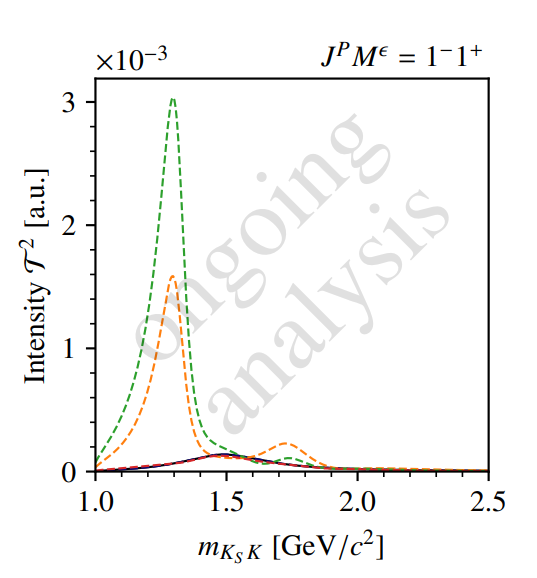 ×10⁻³
J^P M^ϵ = 1⁻1⁺
3
2
1
0
Intensity 𝒯² [a.u.]
ongoing
analysis
1.0 1.5 2.0 2.5
m_{K_S K} [GeV/c²]